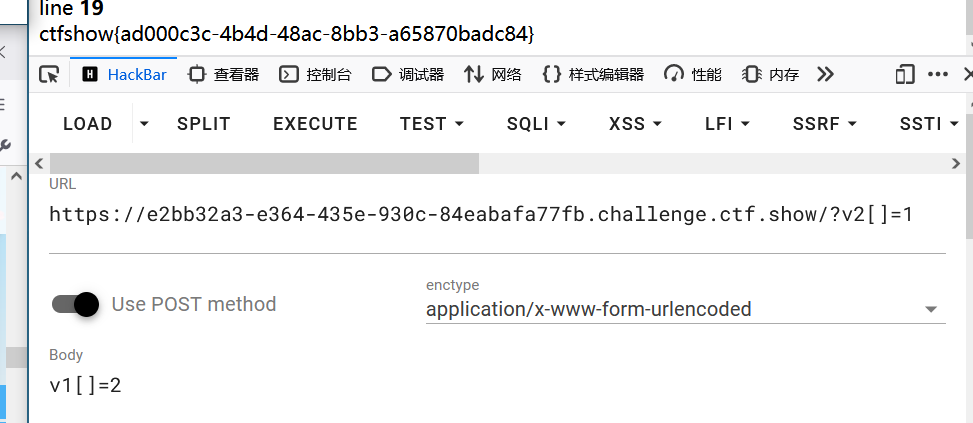 line 19
ctfshow{ad000c3c-4b4d-48ac-8bb3-a65870badc84}
H HackBar 查看器 控制台 调试器 网络 样式编辑器 性能 内存
LOAD SPLIT EXECUTE TEST SQLI XSS LFI SSRF SSTI
URL
https://e2bb32a3-e364-435e-930c-84eabafa77fb.challenge.ctf.show/?v2[]=1
Use POST method
enctype
application/x-www-form-urlencoded
Body
v1[]=2